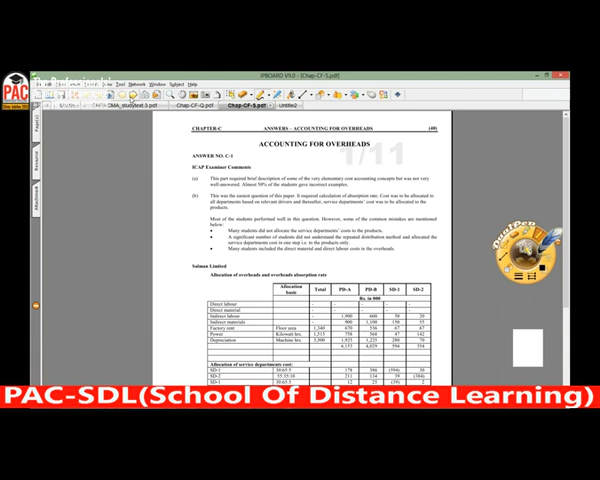 PAC
IPBOARD V9.0 - [Chap-CF-S.pdf]
Tool Network Window Subject Help
CMA_studytext 3.pdf Chap-CF-Q.pdf Chap-CF-S.pdf Untitle2
CHAPTER-C ANSWERS – ACCOUNTING FOR OVERHEADS (40)
ACCOUNTING FOR OVERHEADS
1/11
ANSWER NO. C-1
ICAP Examiner Comments
(a) This part required brief description of some of the very elementary cost accounting concepts but was not very
well-answered. Almost 50% of the students gave incorrect examples.
(b) This was the easiest question of this paper. It required calculation of absorption rate. Cost was to be allocated to
all departments based on relevant drivers and thereafter, service departments' cost was to be allocated to the
products.
Most of the students performed well in this question. However, some of the common mistakes are mentioned
below:
• Many students did not allocate the service departments' costs to the products.
• A significant number of students did not understand the repeated distribution method and allocated the
service departments cost in one step i.e. to the products only.
• Many students included the direct material and direct labour costs in the overheads.
Salman Limited
Allocation of overheads and overheads absorption rate
Allocation basis Total PD-A PD-B SD-1 SD-2
Rs. in 000
Direct labour - - - - -
Direct material - - - - -
Indirect labour - 1,900 600 50 20
Indirect materials - 900 1,100 150 55
Factory rent Floor area 1,340 670 536 67 67
Power Kilowatt hrs. 1,515 758 568 47 142
Depreciation Machine hrs. 3,500 1,925 1,225 280 70
6,153 4,029 594 354
Allocation of service departments cost:
SD-1 30:65:5 178 386 (594) 30
SD-2 55:35:10 211 134 39 (384)
SD-1 30:65:5 12 25 (39) 2
DualPen
PAC-SDL(School Of Distance Learning)